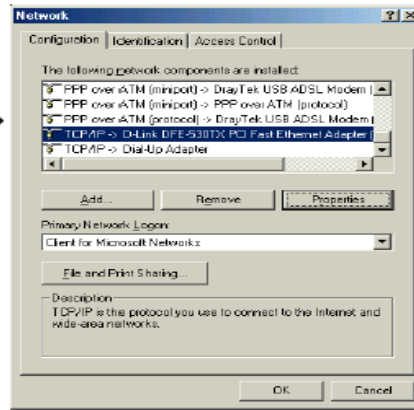 Network
Configuration Identification Access Control
The following network components are installed:
PPP over ATM (miniport) -> DrayTek USB ADSL Modem (
PPP over ATM (miniport) -> PPP over ATM (protocol)
PPP over ATM (protocol) -> DrayTek USB ADSL Modem (
TCP/IP -> D-Link DFE-530TX PCI Fast Ethernet Adapter (
TCP/IP -> Dial-Up Adapter
Add... Remove Properties
Primary Network Logon:
Client for Microsoft Networks
File and Print Sharing...
Description
TCP/IP is the protocol you use to connect to the Internet and
wide-area networks.
OK Cancel